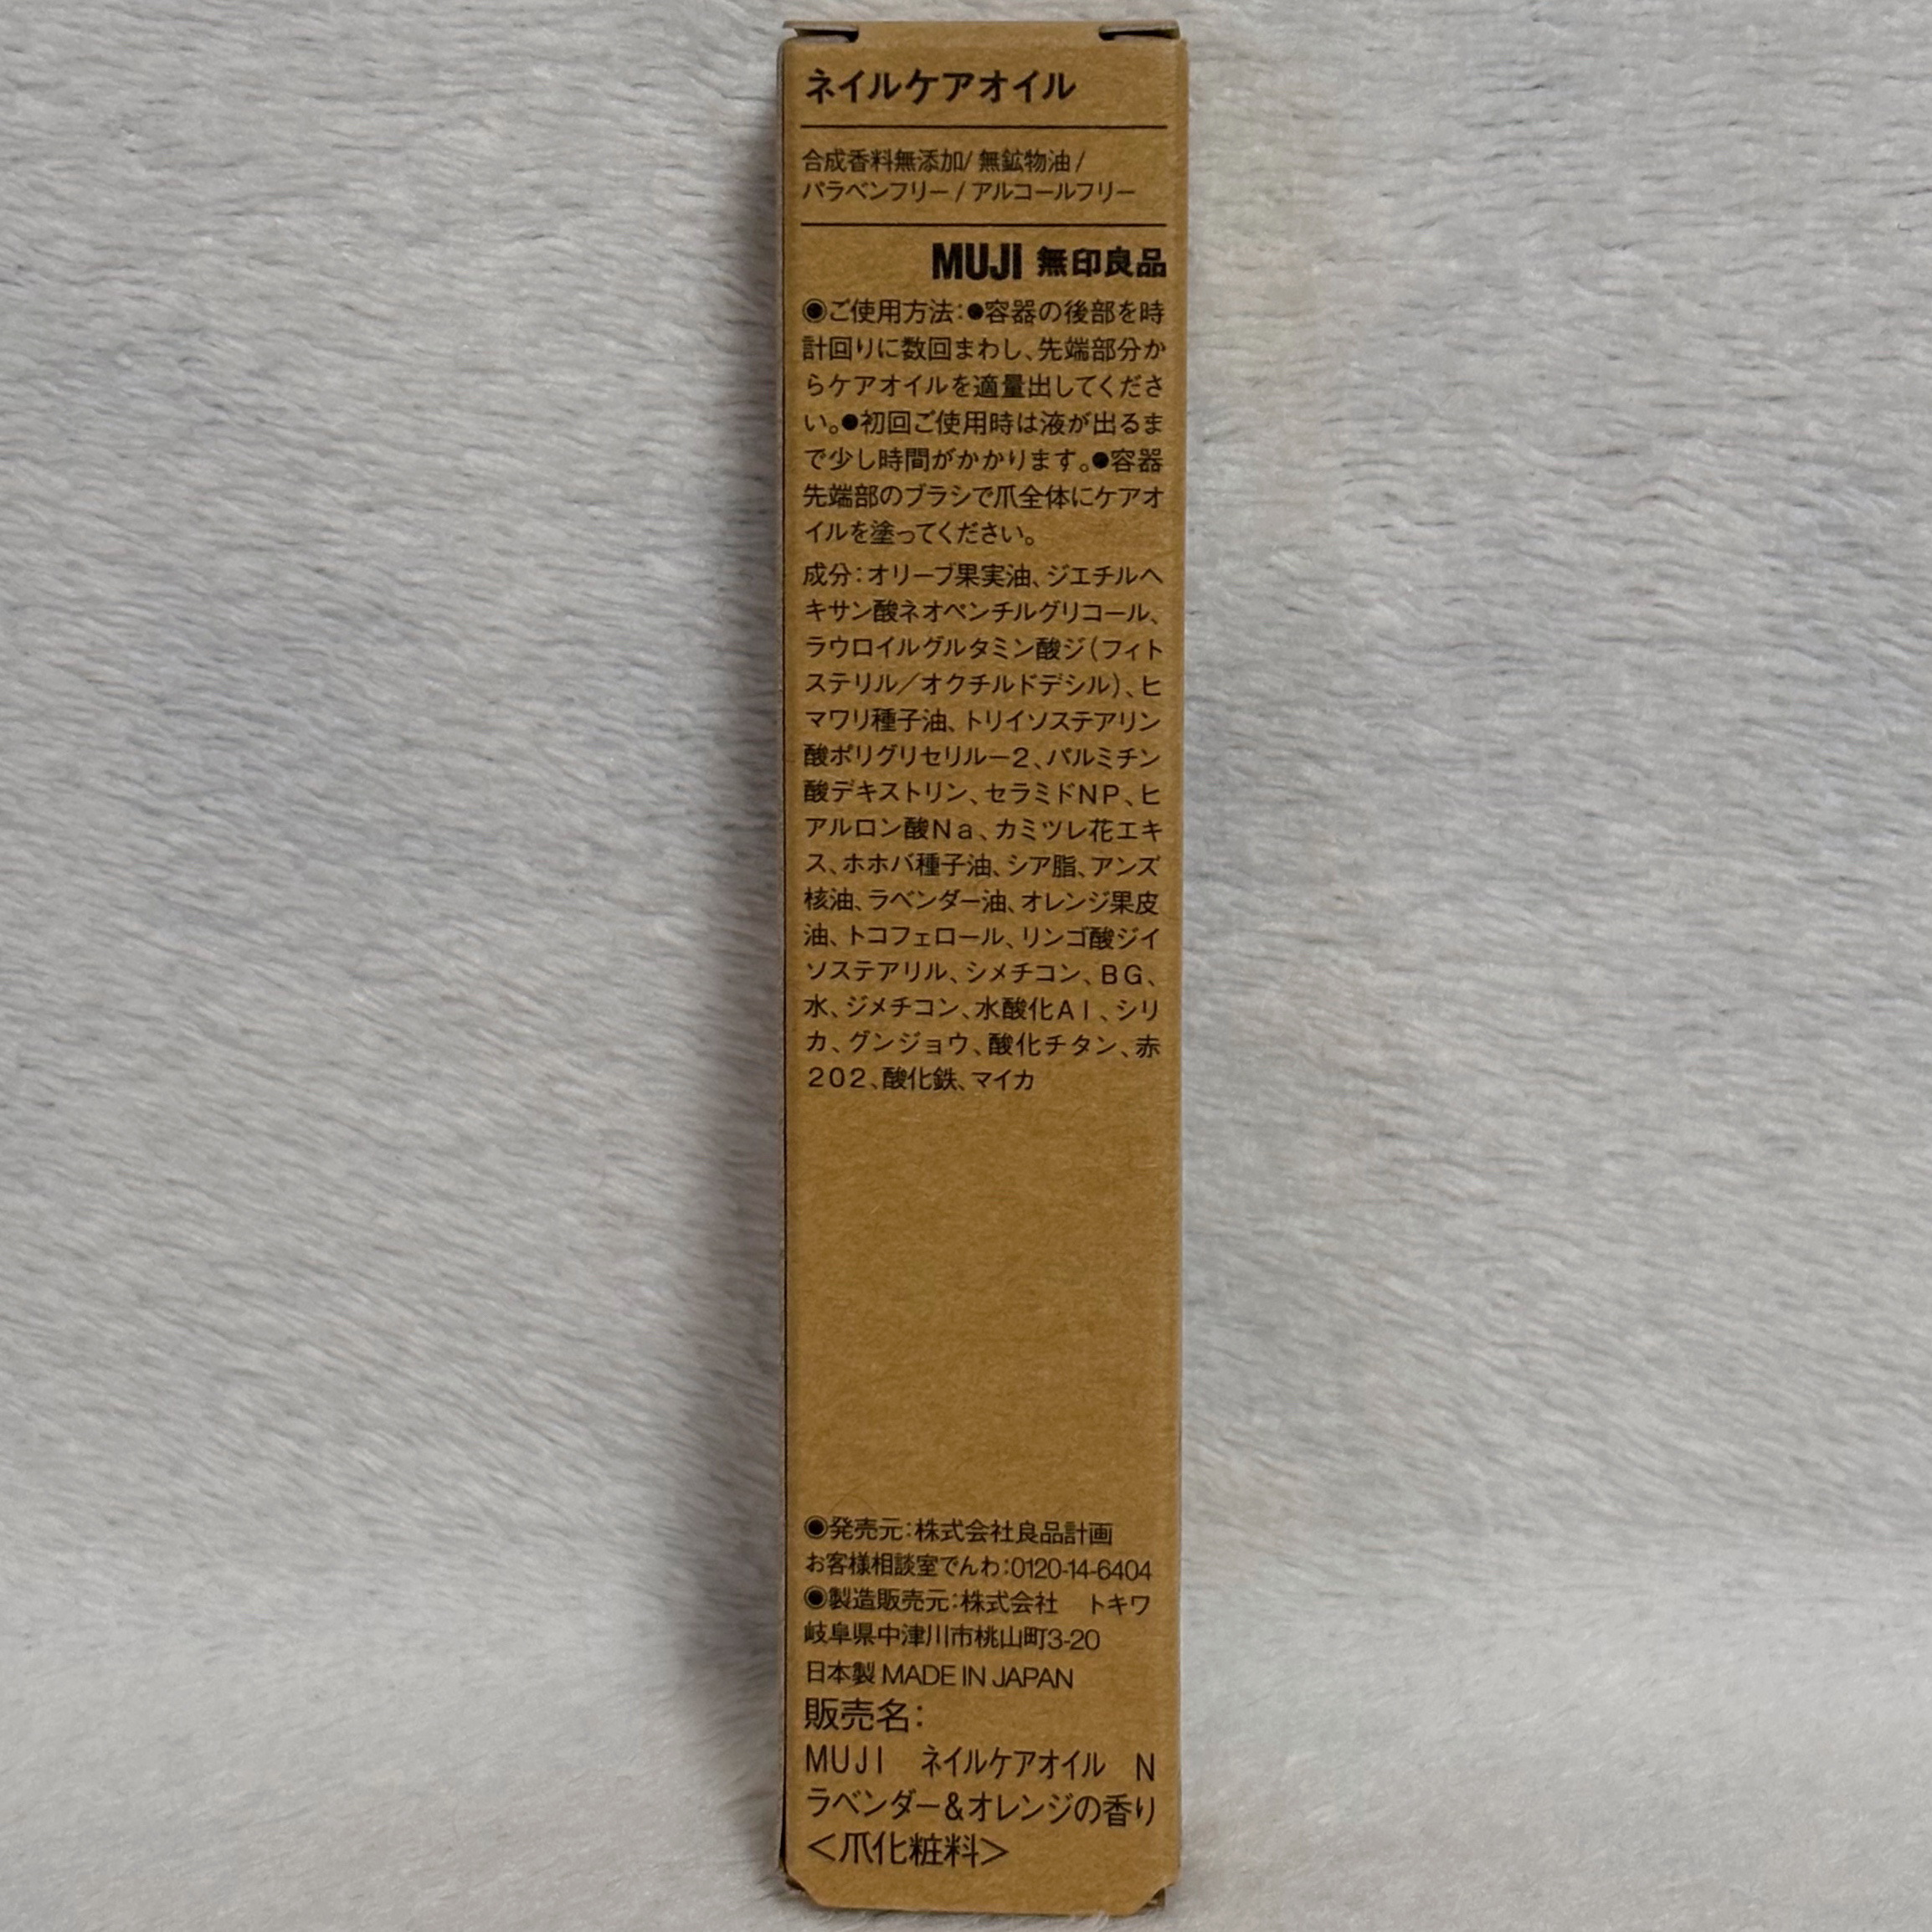 ネイルケアオイル
合成香料無添加/ 無鉱物油 /
パラベンフリー / アルコールフリー
MUJI 無印良品
◉ご使用方法:●容器の後部を時
計回りに数回まわし、先端部分か
らケアオイルを適量出してくださ
い。●初回ご使用時は液が出るま
で少し時間がかかります。●容器
先端部のブラシで爪全体にケアオ
イルを塗ってください。
成分:オリーブ果実油、ジエチルヘ
キサン酸ネオペンチルグリコール、
ラウロイルグルタミン酸ジ(フィト
ステリル/オクチルドデシル)、ヒ
マワリ種子油、トリイソステアリン
酸ポリグリセリルー2、パルミチン
酸デキストリン、セラミドNP、ヒ
アルロン酸Na、カミツレ花エキ
ス、ホホバ種子油、シア脂、アンズ
核油、ラベンダー油、オレンジ果皮
油、トコフェロール、リンゴ酸ジイ
ソステアリル、シメチコン、BG、
水、ジメチコン、水酸化Al、シリ
カ、グンジョウ、酸化チタン、赤
202、酸化鉄、マイカ
◉発売元:株式会社良品計画
お客様相談室でんわ:0120-14-6404
◉製造販売元:株式会社　トキワ
岐阜県中津川市桃山町3-20
日本製 MADE IN JAPAN
販売名:
MUJI　ネイルケアオイル　N
ラベンダー&オレンジの香り
<爪化粧料>